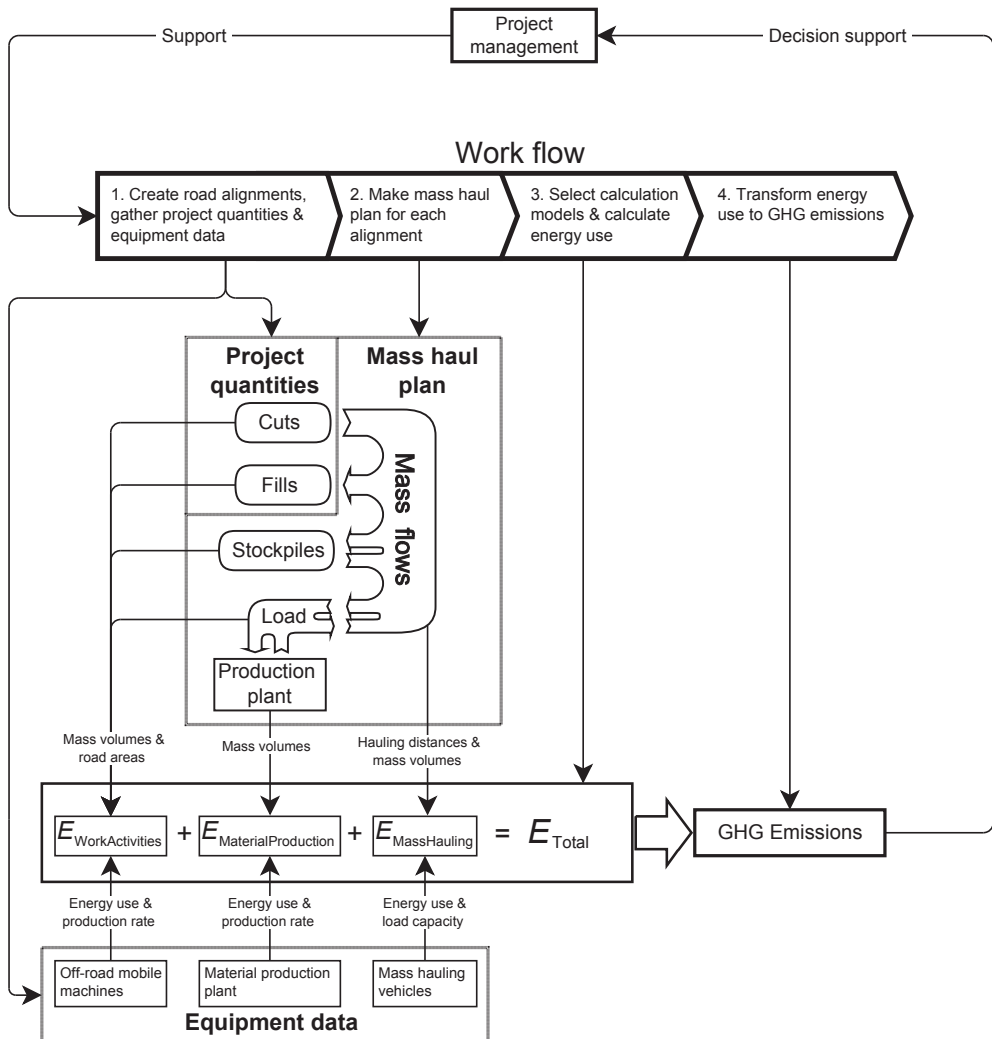 Support
Project
management
Decision support
Work flow
1. Create road alignments,
gather project quantities &
equipment data
2. Make mass haul
plan for each
alignment
3. Select calculation
models & calculate
energy use
4. Transform energy
use to GHG emissions
Project
quantities
Mass haul
plan
Cuts
Fills
Stockpiles
Load
Mass flows
Production
plant
Mass volumes &
road areas
Mass volumes
Hauling distances &
mass volumes
E WorkActivities + E MaterialProduction + E MassHauling = E Total
GHG Emissions
Energy use &
production rate
Energy use &
production rate
Energy use &
load capacity
Off-road mobile
machines
Material production
plant
Mass hauling
vehicles
Equipment data